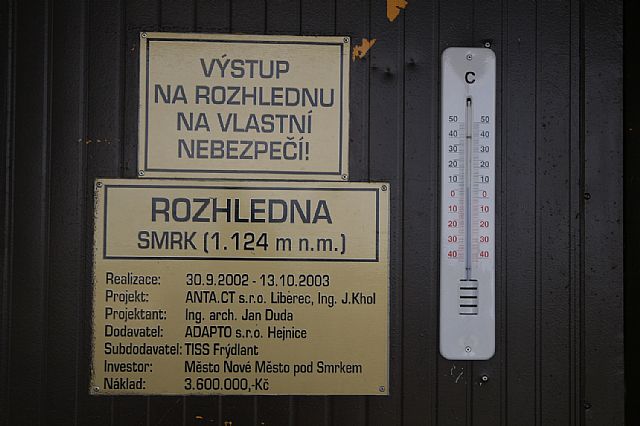 VÝSTUP
NA ROZHLEDNU
NA VLASTNÍ
NEBEZPEČÍ!
ROZHLEDNA
SMRK (1.124 m n.m.)
Realizace: 30.9.2002 - 13.10.2003
Projekt: ANTA.CT s.r.o. Liberec, Ing. J.Khol
Projektant: Ing. arch. Jan Duda
Dodavatel: ADAPTO s.r.o. Hejnice
Subdodavatel: TISS Frýdlant
Investor: Město Nové Město pod Smrkem
Náklad: 3.600.000,-Kč
C
50 50
40 40
30 30
20 20
10 10
0 0
10 10
20 20
30 30
40 40